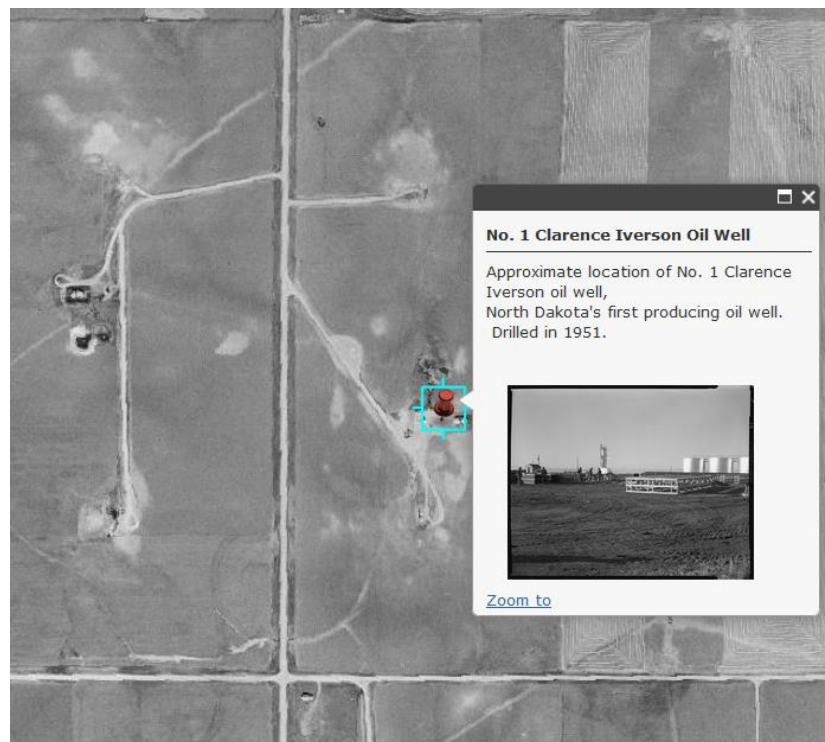 No. 1 Clarence Iverson Oil Well
Approximate location of No. 1 Clarence
Iverson oil well,
North Dakota's first producing oil well.
Drilled in 1951.
Zoom to